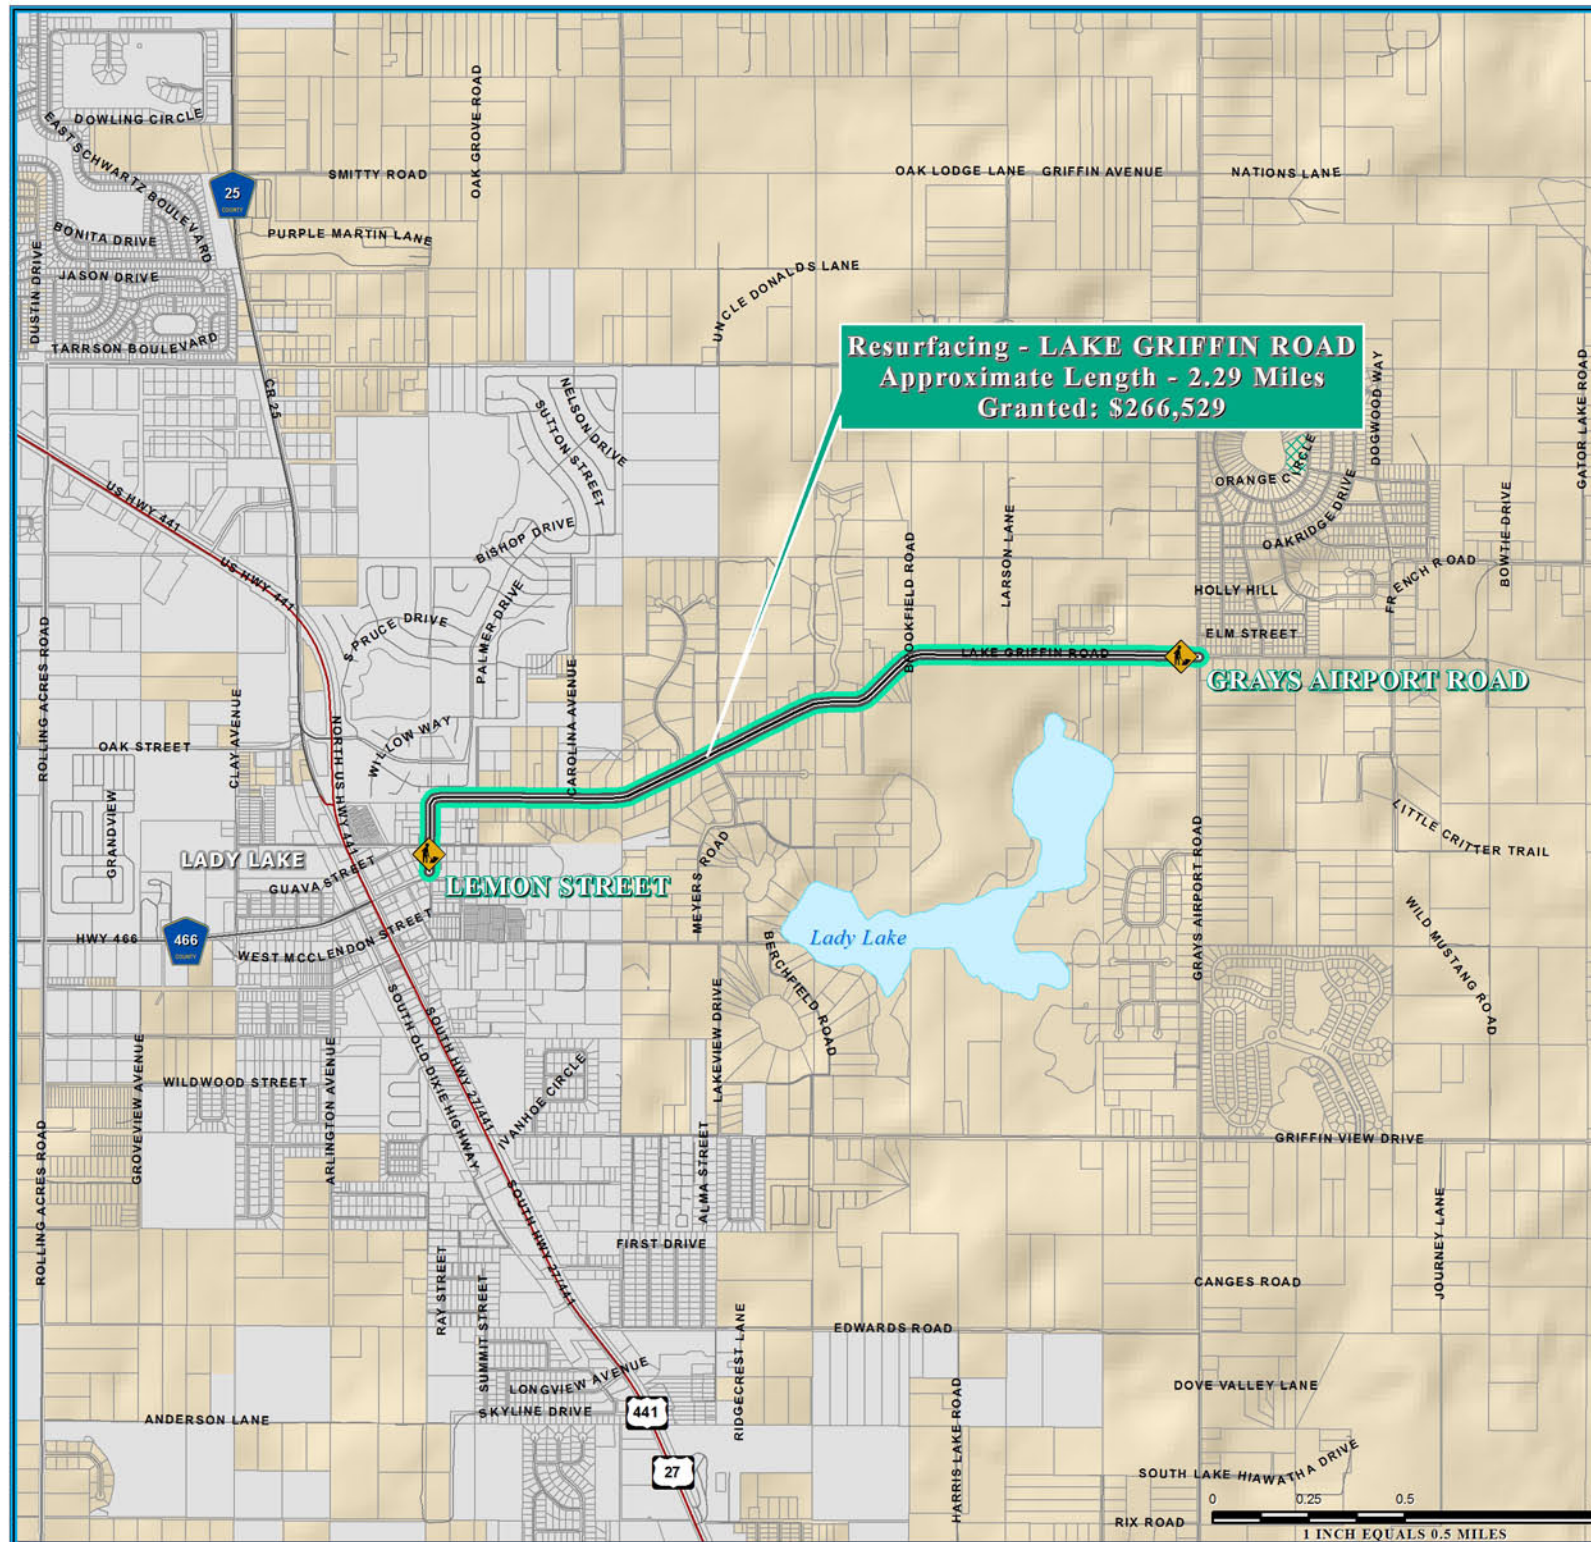 DOWLING CIRCLE
EAST SCHWARTZ BOULEVARD
OAK GROVE ROAD
SMITTY ROAD
OAK LODGE LANE
GRIFFIN AVENUE
NATIONS LANE
25
COUNTY
BONITA DRIVE
PURPLE MARTIN LANE
JASON DRIVE
DUSTIN DRIVE
UNCLE DONALDS LANE
TARRSON BOULEVARD
CR 25
Resurfacing - LAKE GRIFFIN ROAD
Approximate Length - 2.29 Miles
Granted: $266,529
NELSON DRIVE
SUTTON STREET
DOGWOOD WAY
GATOR LAKE ROAD
ORANGE CIRCLE
OAKRIDGE DRIVE
BOWTIE DRIVE
US HWY 441
US HWY 441
BISHOP DRIVE
LARSON LANE
BROOKFIELD ROAD
FRENCH ROAD
HOLLY HILL
ELM STREET
SPRUCE DRIVE
PALMER DRIVE
ROLLING ACRES ROAD
LAKE GRIFFIN ROAD
GRAYS AIRPORT ROAD
CAROLINA AVENUE
CLAY AVENUE
NORTH US HWY 441
WILLOW WAY
OAK STREET
GRANDVIEW
LADY LAKE
GUAVA STREET
LEMON STREET
MEYERS ROAD
LITTLE CRITTER TRAIL
GRAYS AIRPORT ROAD
WILD MUSTANG ROAD
HWY 466
466
COUNTY
WEST MCCLENDON STREET
Lady Lake
BERCHFIELD ROAD
LAKEVIEW DRIVE
SOUTH OLD DIXIE HIGHWAY
SOUTH HWY 27/441
IVANHOE CIRCLE
WILDWOOD STREET
GROVEVIEW AVENUE
ARLINGTON AVENUE
ALMA STREET
GRIFFIN VIEW DRIVE
ROLLING ACRES ROAD
SOUTH HWY 27/441
FIRST DRIVE
JOURNEY LANE
CANGES ROAD
RAY STREET
SUMMIT STREET
EDWARDS ROAD
RIDGECREST LANE
LONGVIEW AVENUE
DOVE VALLEY LANE
SKYLINE DRIVE
441
ANDERSON LANE
HARRIS LAKE ROAD
27
SOUTH LAKE HIAWATHA DRIVE
0 0.25 0.5
RIX ROAD
1 INCH EQUALS 0.5 MILES